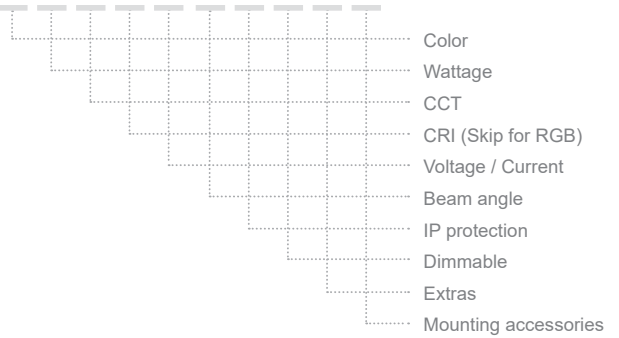 Color
Wattage
CCT
CRI (Skip for RGB)
Voltage / Current
Beam angle
IP protection
Dimmable
Extras
Mounting accessories